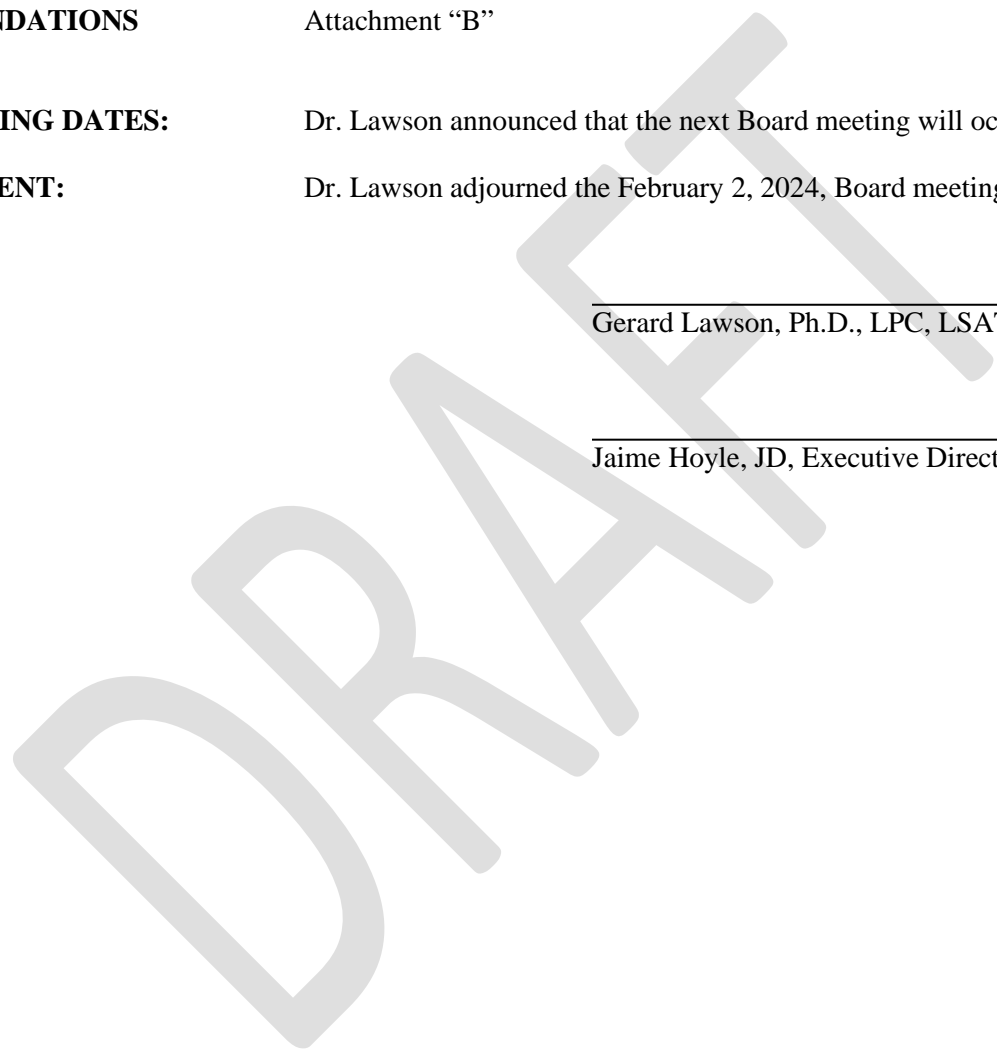 NDATIONS Attachment “B”
ING DATES: Dr. Lawson announced that the next Board meeting will oc
ENT: Dr. Lawson adjourned the February 2, 2024, Board meeting
Gerard Lawson, Ph.D., LPC, LSAT
Jaime Hoyle, JD, Executive Direct
DRAFT